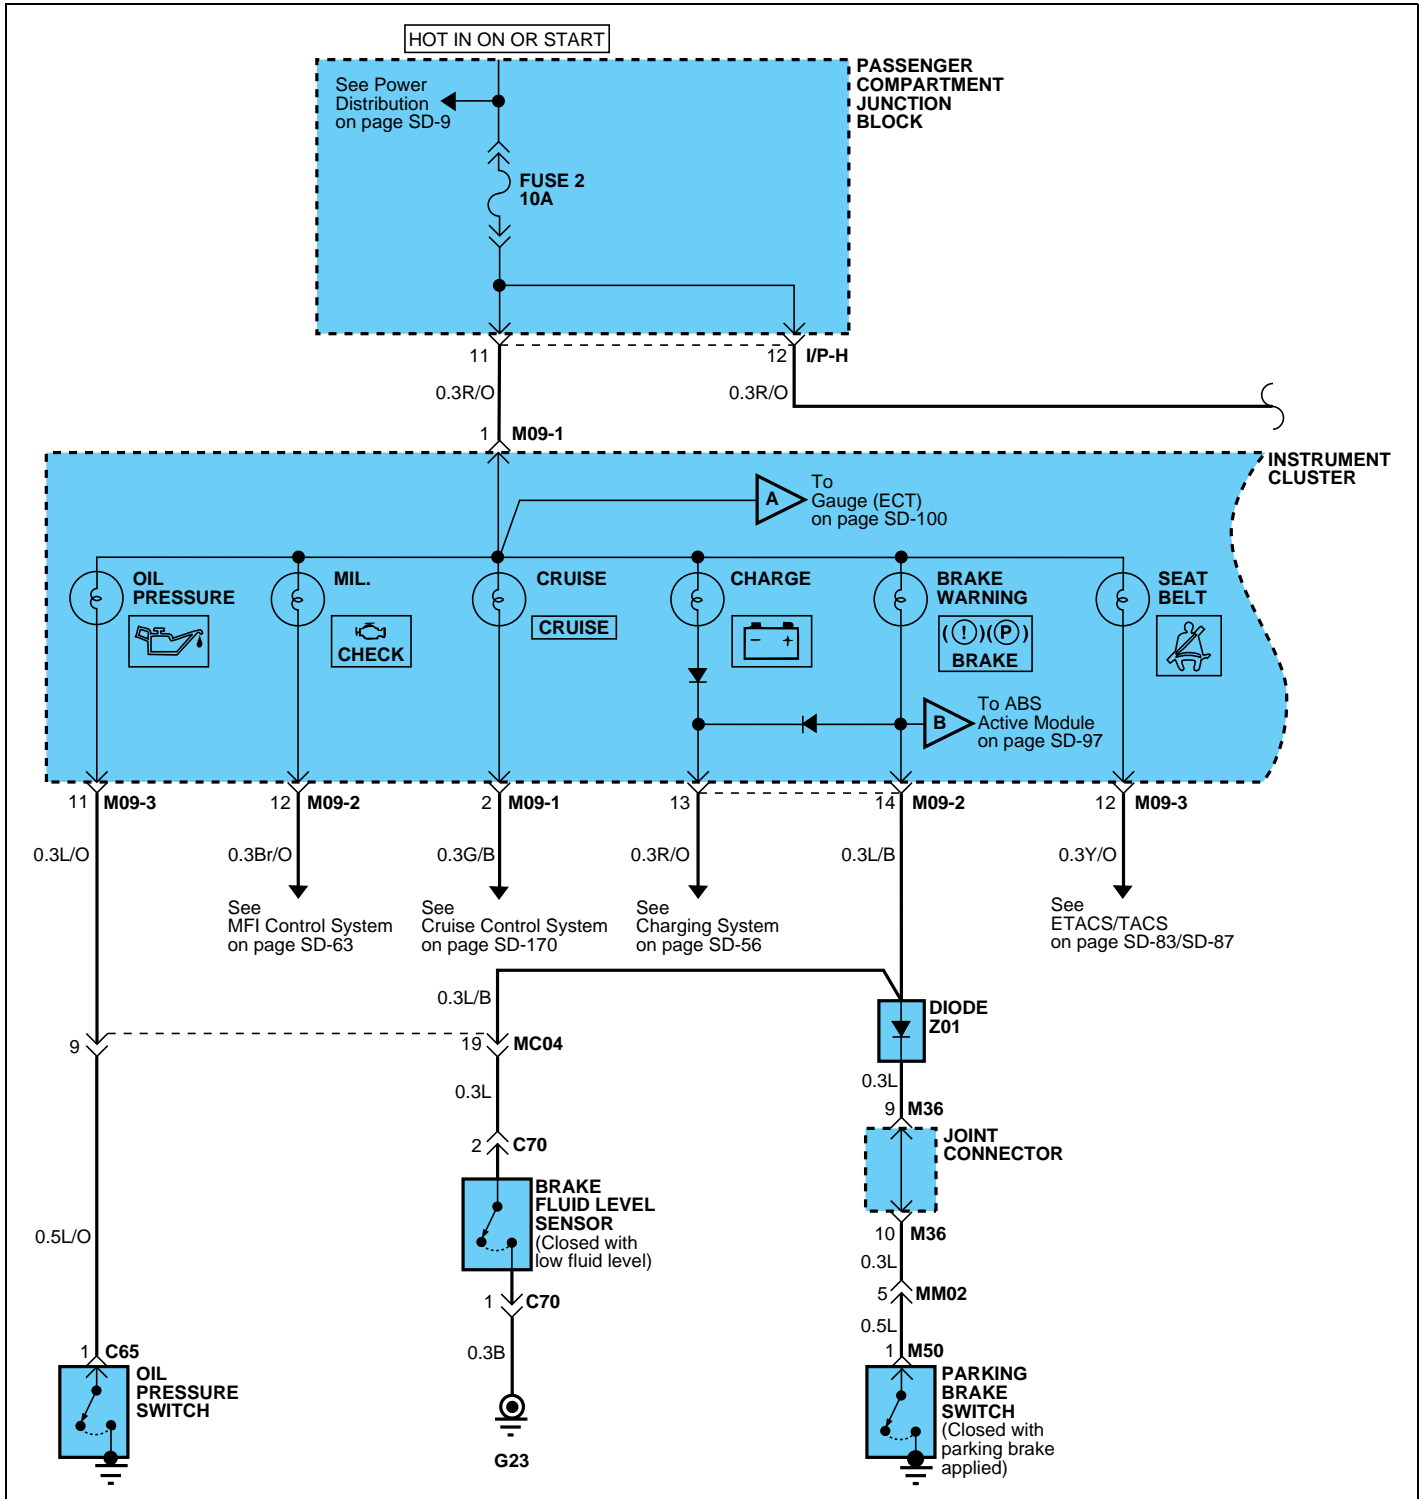 HOT IN ON OR START
PASSENGER
COMPARTMENT
JUNCTION
BLOCK
See Power
Distribution
on page SD-9
FUSE 2
10A
11
12
I/P-H
0.3R/O
0.3R/O
1
M09-1
INSTRUMENT
CLUSTER
A
To
Gauge (ECT)
on page SD-100
OIL
PRESSURE
MIL.
CHECK
CRUISE
CRUISE
CHARGE
- +
BRAKE
WARNING
(!)(P)
BRAKE
SEAT
BELT
B
To ABS
Active Module
on page SD-97
11
M09-3
12
M09-2
2
M09-1
13
14
M09-2
12
M09-3
0.3L/O
0.3Br/O
0.3G/B
0.3R/O
0.3L/B
0.3Y/O
See
MFI Control System
on page SD-63
See
Cruise Control System
on page SD-170
See
Charging System
on page SD-56
See
ETACS/TACS
on page SD-83/SD-87
0.3L/B
DIODE
Z01
9
19
MC04
0.3L
0.3L
9
M36
JOINT
CONNECTOR
2
C70
BRAKE
FLUID LEVEL
SENSOR
(Closed with
low fluid level)
0.5L/O
10
M36
0.3L
1
C70
5
MM02
0.3B
0.5L
1
C65
OIL
PRESSURE
SWITCH
1
M50
PARKING
BRAKE
SWITCH
(Closed with
parking brake
applied)
G23